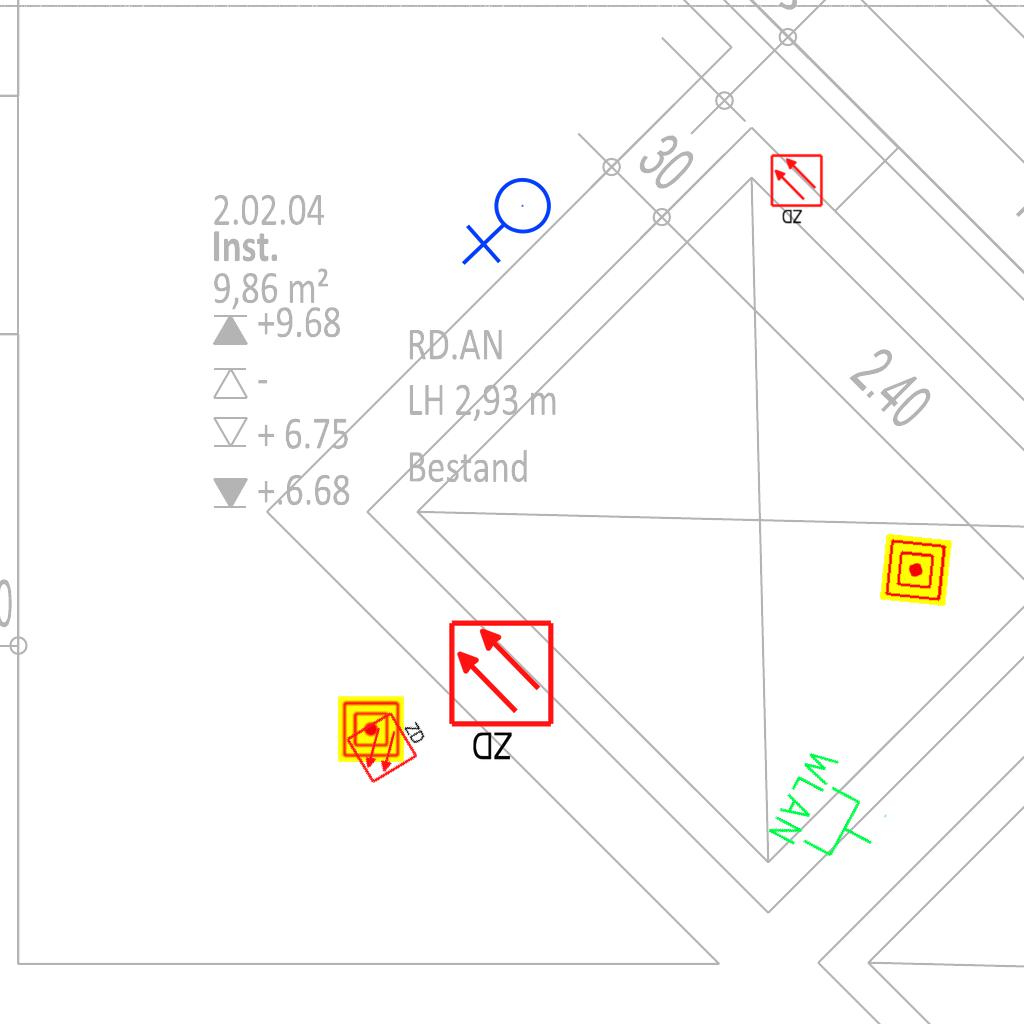 30
ZD
2.02.04
Inst.
9,86 m²
+9.68
-
+ 6.75
+.6.68
RD.AN
LH 2,93 m
Bestand
2.40
ZD
ZD
WLAN